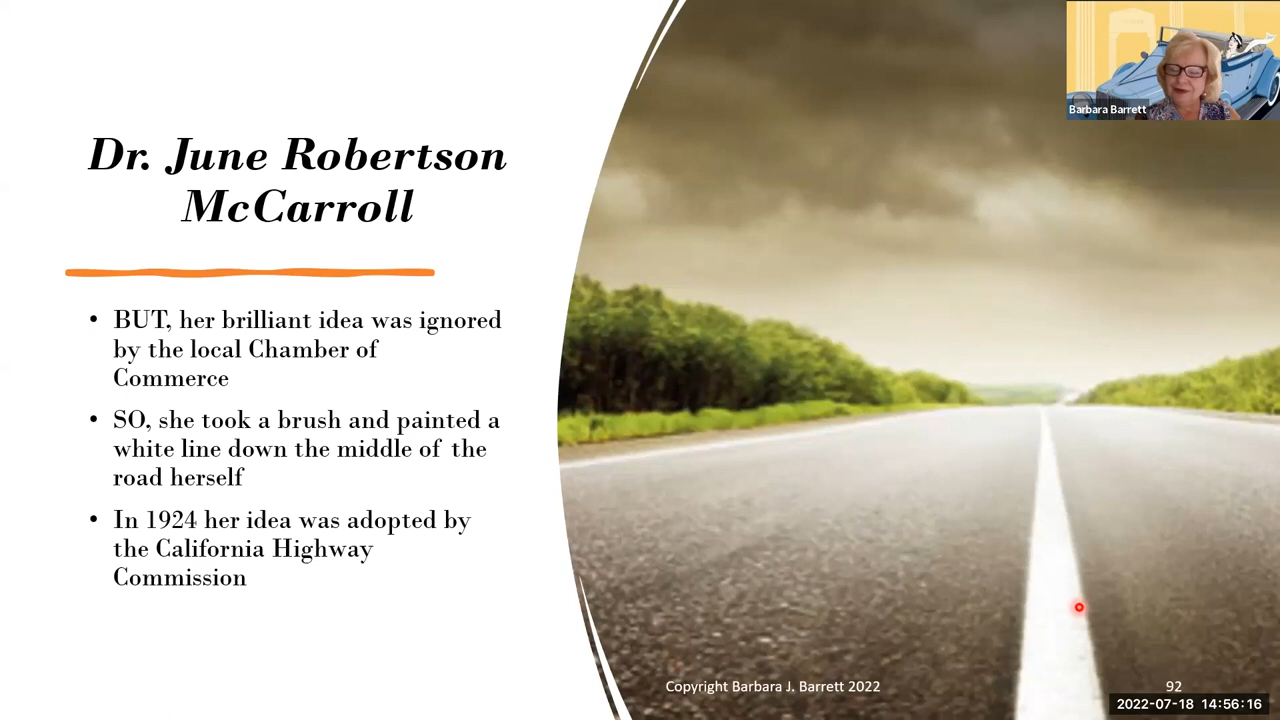 Dr. June Robertson
McCarroll
• BUT, her brilliant idea was ignored
by the local Chamber of
Commerce
• SO, she took a brush and painted a
white line down the middle of the
road herself
• In 1924 her idea was adopted by
the California Highway
Commission
Barbara Barrett
Copyright Barbara J. Barrett 2022
92
2022-07-18 14:56:16